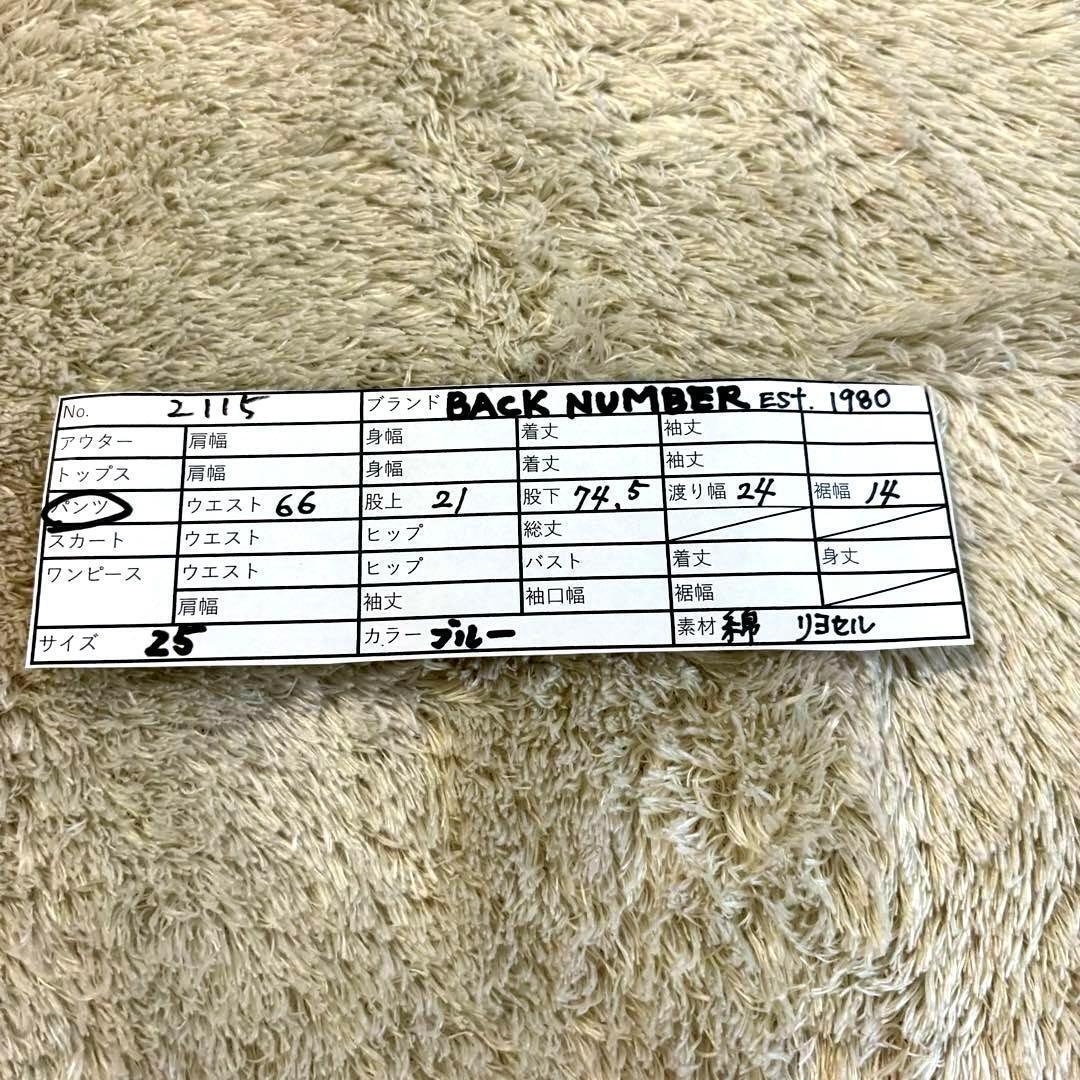 No. 2115 ブランド BACK NUMBER EST. 1980
アウター 肩幅 身幅 着丈 袖丈
トップス 肩幅 身幅 着丈 袖丈
パンツ ウエスト 66 股上 21 股下 74.5 渡り幅 24 裾幅 14
スカート ウエスト ヒップ 総丈
ワンピース ウエスト ヒップ バスト 着丈 身丈
肩幅 袖丈 袖口幅 裾幅
サイズ 25 カラー ブルー 素材 綿 リヨセル